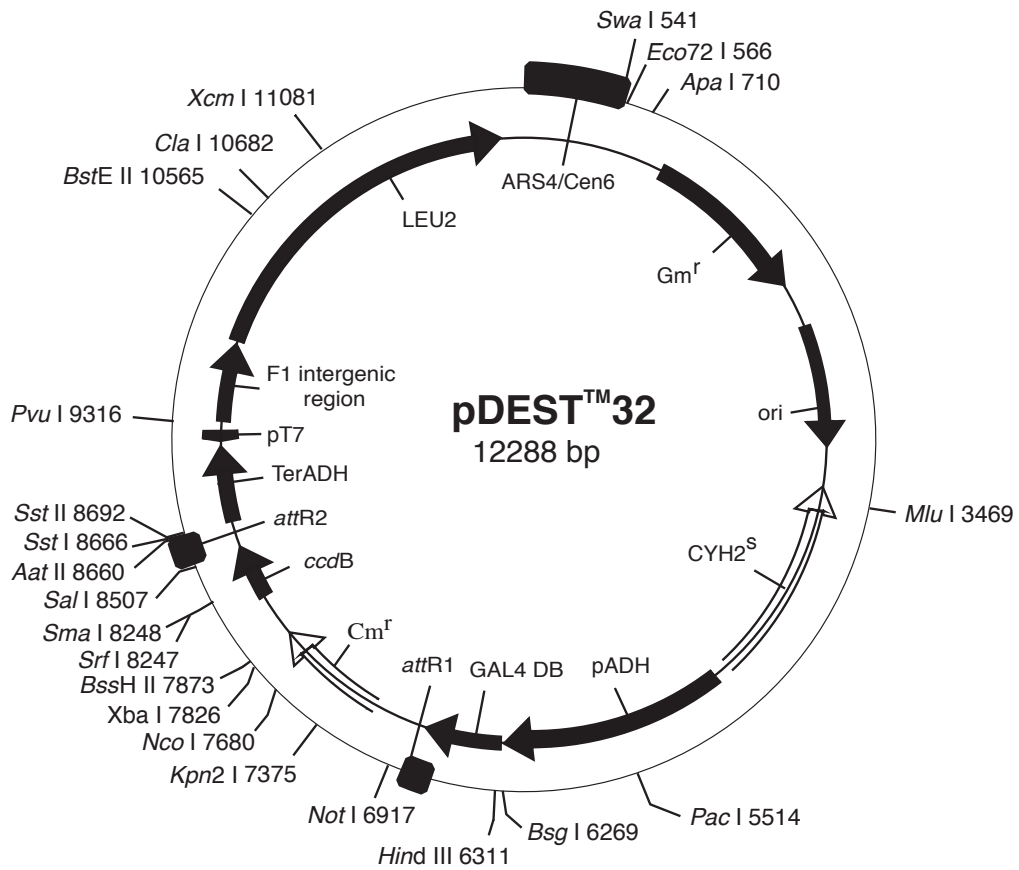 Swa I 541
Eco72 I 566
Apa I 710
Xcm I 11081
Cla I 10682
BstE II 10565
ARS4/Cen6
LEU2
Gmʳ
F1 intergenic
region
pDEST™32
12288 bp
ori
Pvu I 9316
pT7
TerADH
Mlu I 3469
Sst II 8692
attR2
Sst I 8666
CYH2ˢ
Aat II 8660
ccdB
Sal I 8507
Sma I 8248
Cmʳ
Srf I 8247
attR1
GAL4 DB
pADH
BssH II 7873
Xba I 7826
Nco I 7680
Kpn2 I 7375
Not I 6917
Pac I 5514
Bsg I 6269
Hind III 6311